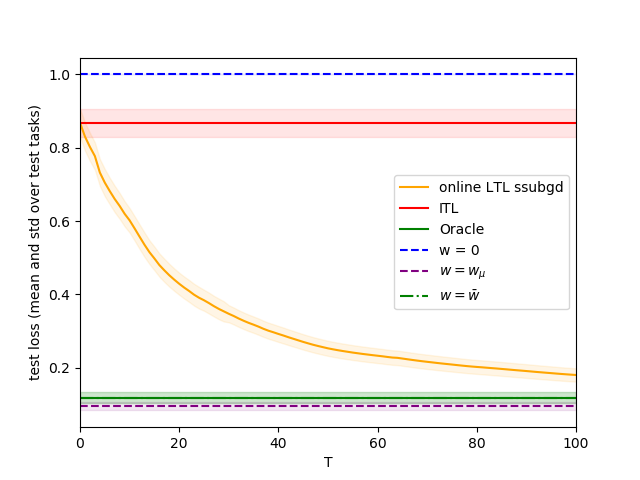 test loss (mean and std over test tasks)
1.0
0.8
0.6
0.4
0.2
online LTL ssubgd
ITL
Oracle
w = 0
w = w_μ
w = w̄
0
20
40
60
80
100
T